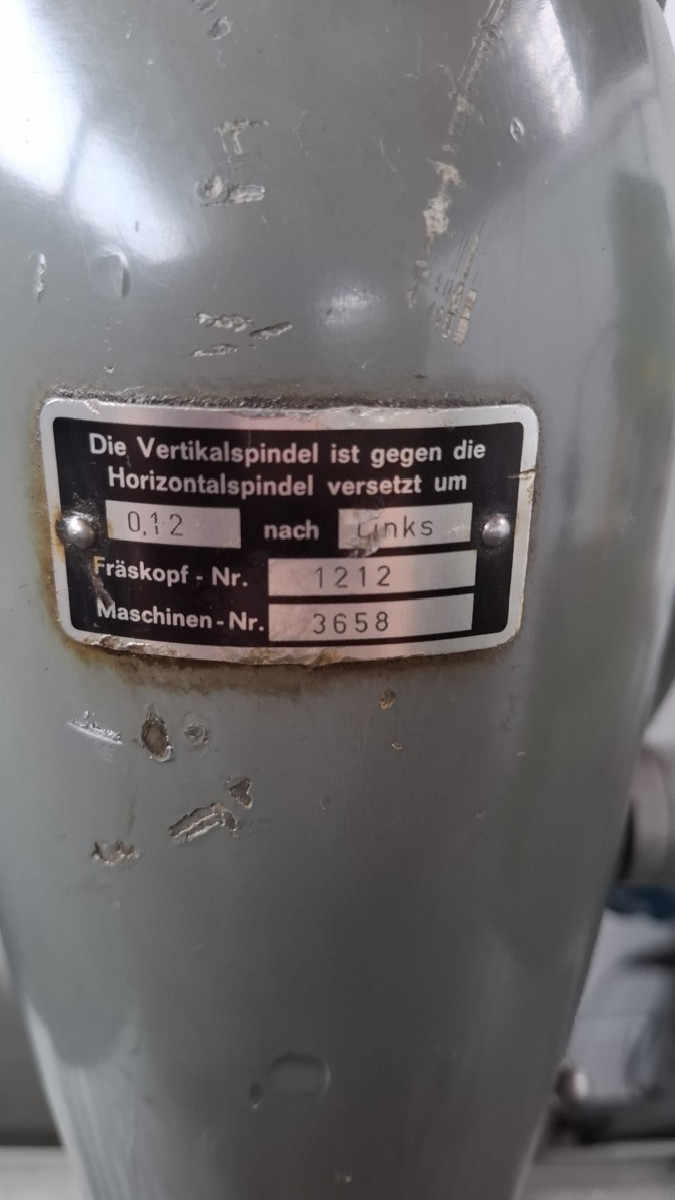 Die Vertikalspindel ist gegen die
Horizontalspindel versetzt um
0,12 nach Links
Fräskopf - Nr. 1212
Maschinen - Nr. 3658